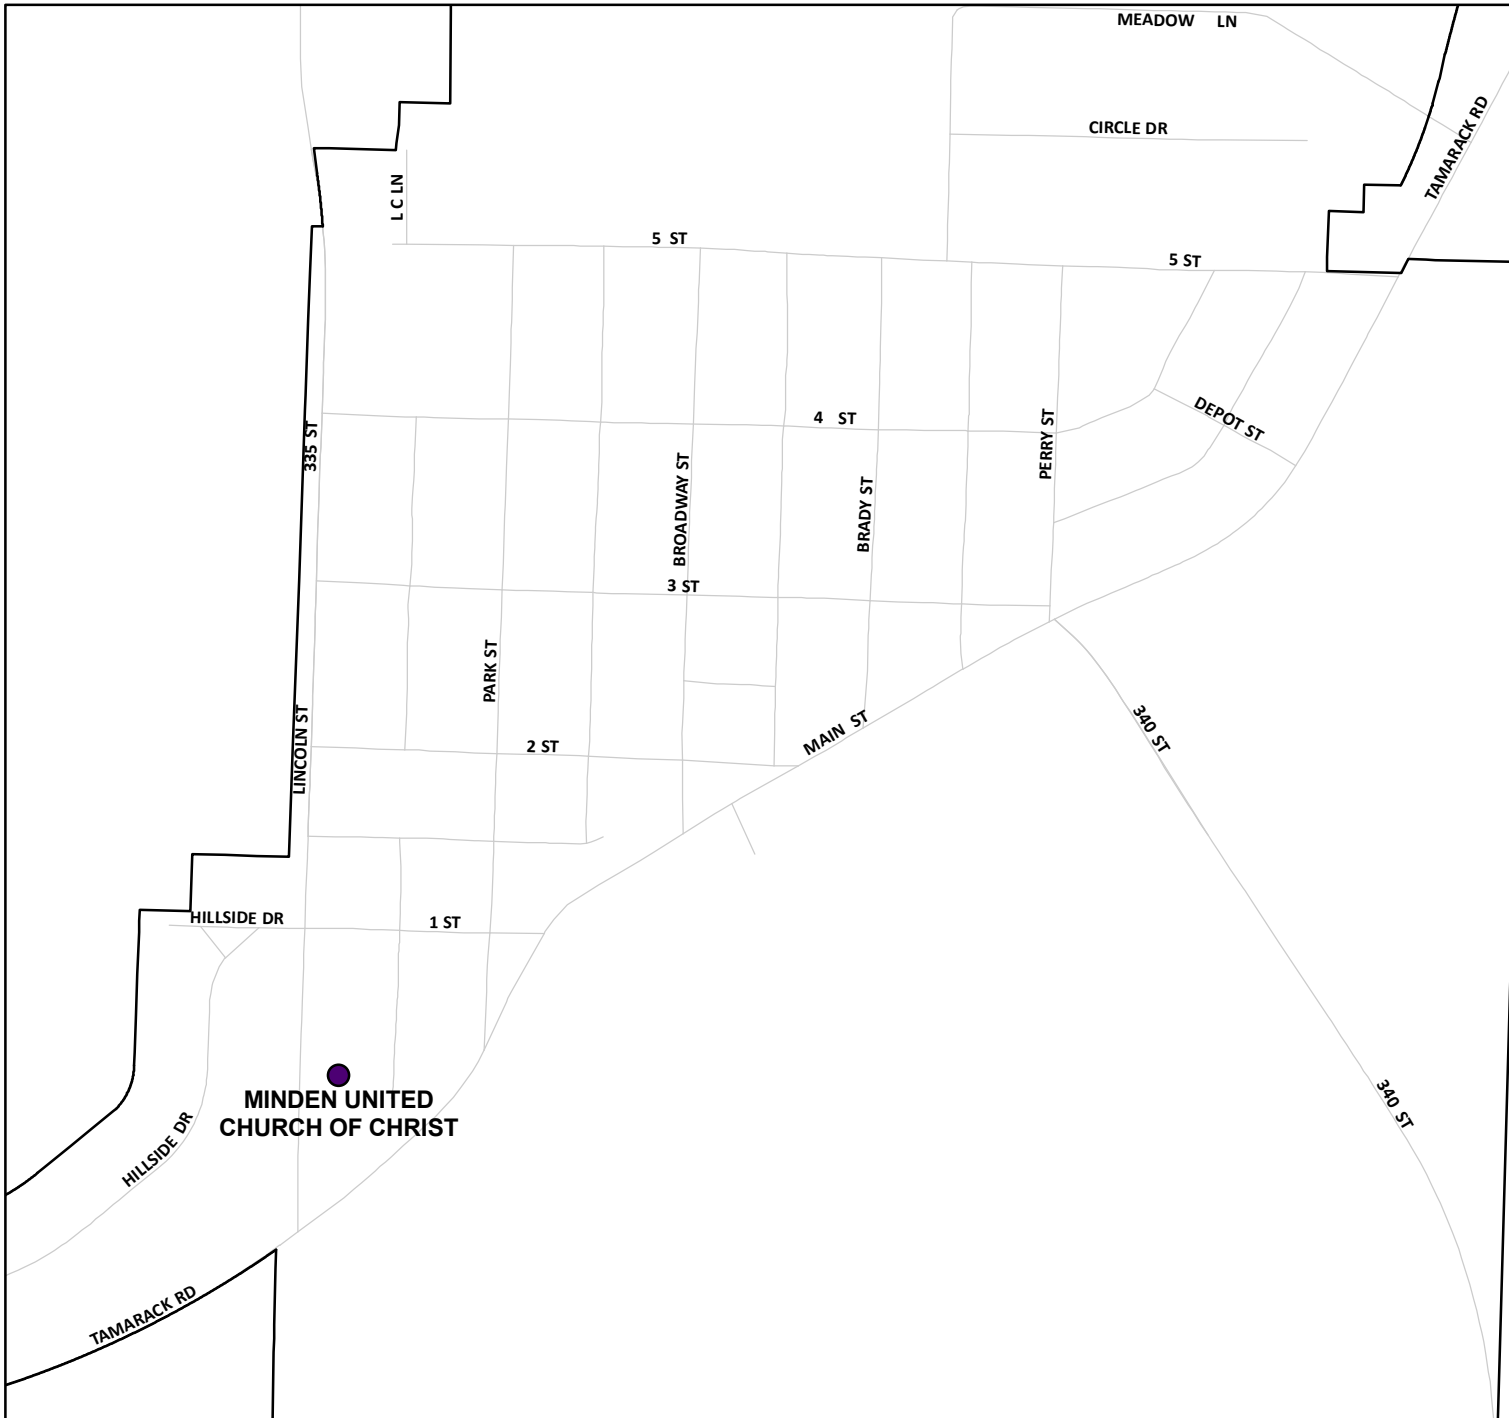 MEADOW LN
CIRCLE DR
TAMARACK RD
L C LN
5 ST
5 ST
DEPOT ST
4 ST
PERRY ST
335 ST
BROADWAY ST
BRADY ST
3 ST
PARK ST
LINCOLN ST
MAIN ST
340 ST
2 ST
HILLSIDE DR
1 ST
MINDEN UNITED
CHURCH OF CHRIST
340 ST
HILLSIDE DR
TAMARACK RD